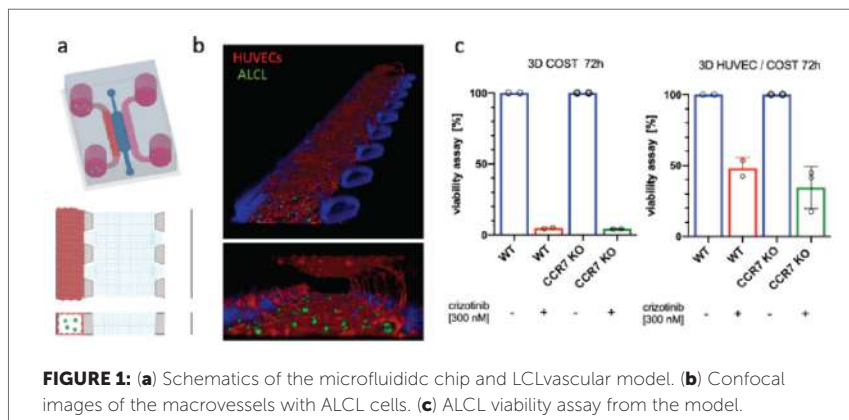 a
b
c
HUVECs
ALCL
3D COST 72h
viability assay [%]
100
50
0
WT
WT
CCR7 KO
CCR7 KO
crizotinib
[300 nM]
-
+
-
+
3D HUVEC / COST 72h
viability assay [%]
100
50
0
WT
WT
CCR7 KO
CCR7 KO
crizotinib
[300 nM]
-
+
-
+
FIGURE 1: (a) Schematics of the microfluididc chip and LCLvascular model. (b) Confocal
images of the macrovessels with ALCL cells. (c) ALCL viability assay from the model.